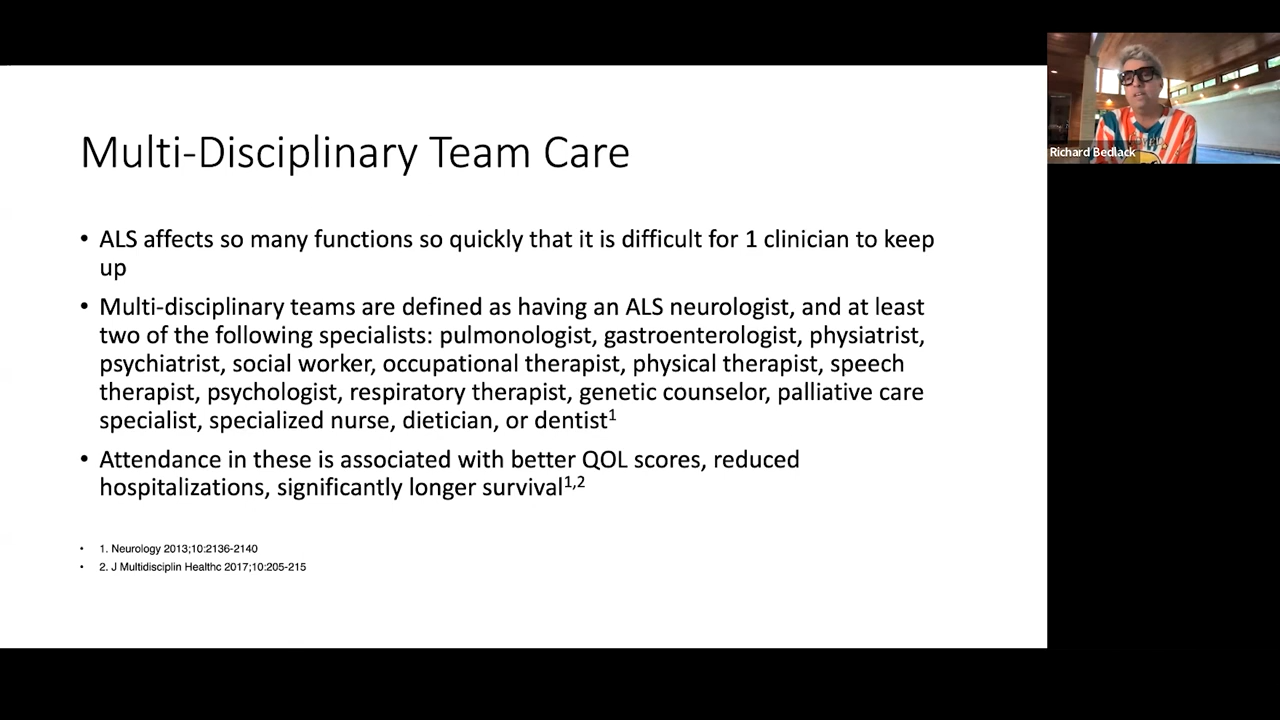 Multi-Disciplinary Team Care
• ALS affects so many functions so quickly that it is difficult for 1 clinician to keep
up
• Multi-disciplinary teams are defined as having an ALS neurologist, and at least
two of the following specialists: pulmonologist, gastroenterologist, physiatrist,
psychiatrist, social worker, occupational therapist, physical therapist, speech
therapist, psychologist, respiratory therapist, genetic counselor, palliative care
specialist, specialized nurse, dietician, or dentist¹
• Attendance in these is associated with better QOL scores, reduced
hospitalizations, significantly longer survival¹,²
• 1. Neurology 2013;10:2136-2140
• 2. J Multidisciplin Healthc 2017;10:205-215
Richard Bedlack